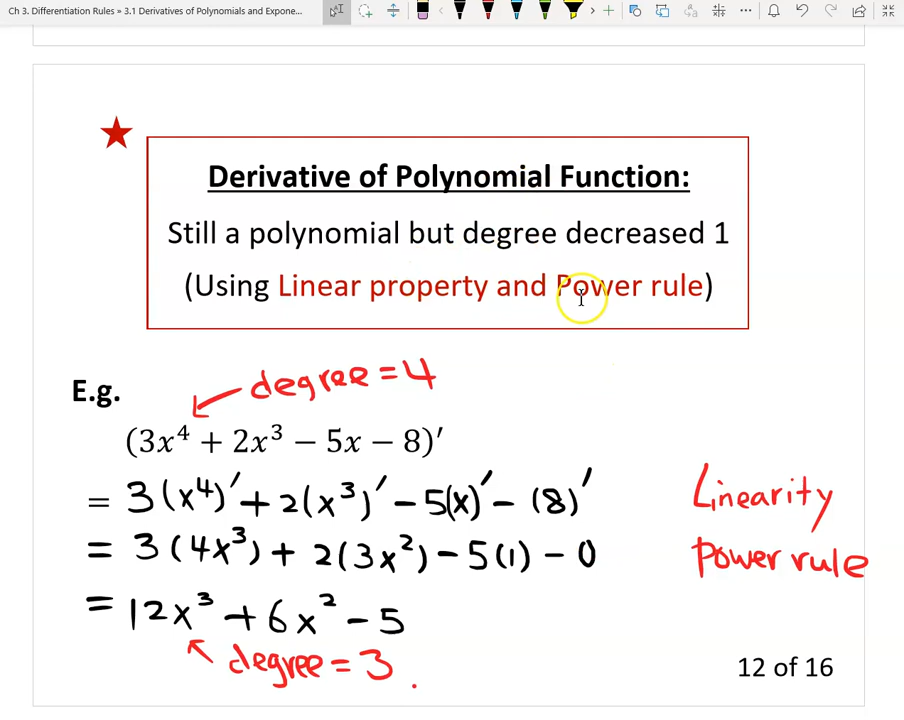 Ch 3. Differentiation Rules » 3.1 Derivatives of Polynomials and Expone...
Derivative of Polynomial Function:
Still a polynomial but degree decreased 1
(Using Linear property and Power rule)
E.g.
degree = 4
(3x⁴ + 2x³ − 5x − 8)′
= 3(x⁴)′ + 2(x³)′ − 5(x)′ − (8)′
Linearity
= 3(4x³) + 2(3x²) − 5(1) − 0
power rule
= 12x³ + 6x² − 5
degree = 3.
12 of 16